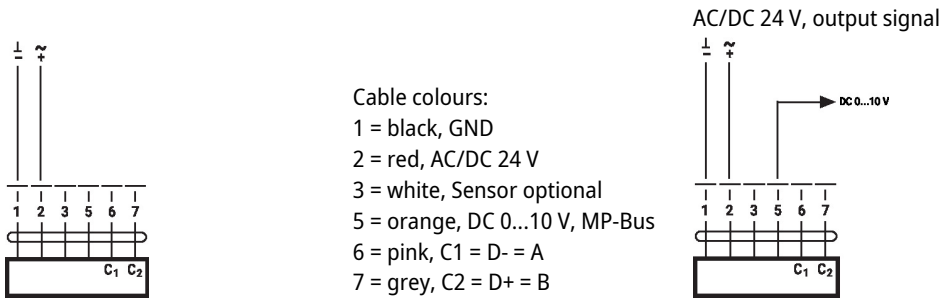 AC/DC 24 V, output signal
⊥ ~
− +
1 2 3 5 6 7
C₁ C₂
Cable colours:
1 = black, GND
2 = red, AC/DC 24 V
3 = white, Sensor optional
5 = orange, DC 0...10 V, MP-Bus
6 = pink, C1 = D- = A
7 = grey, C2 = D+ = B
⊥ ~
− +
DC 0...10 V
1 2 3 5 6 7
C₁ C₂